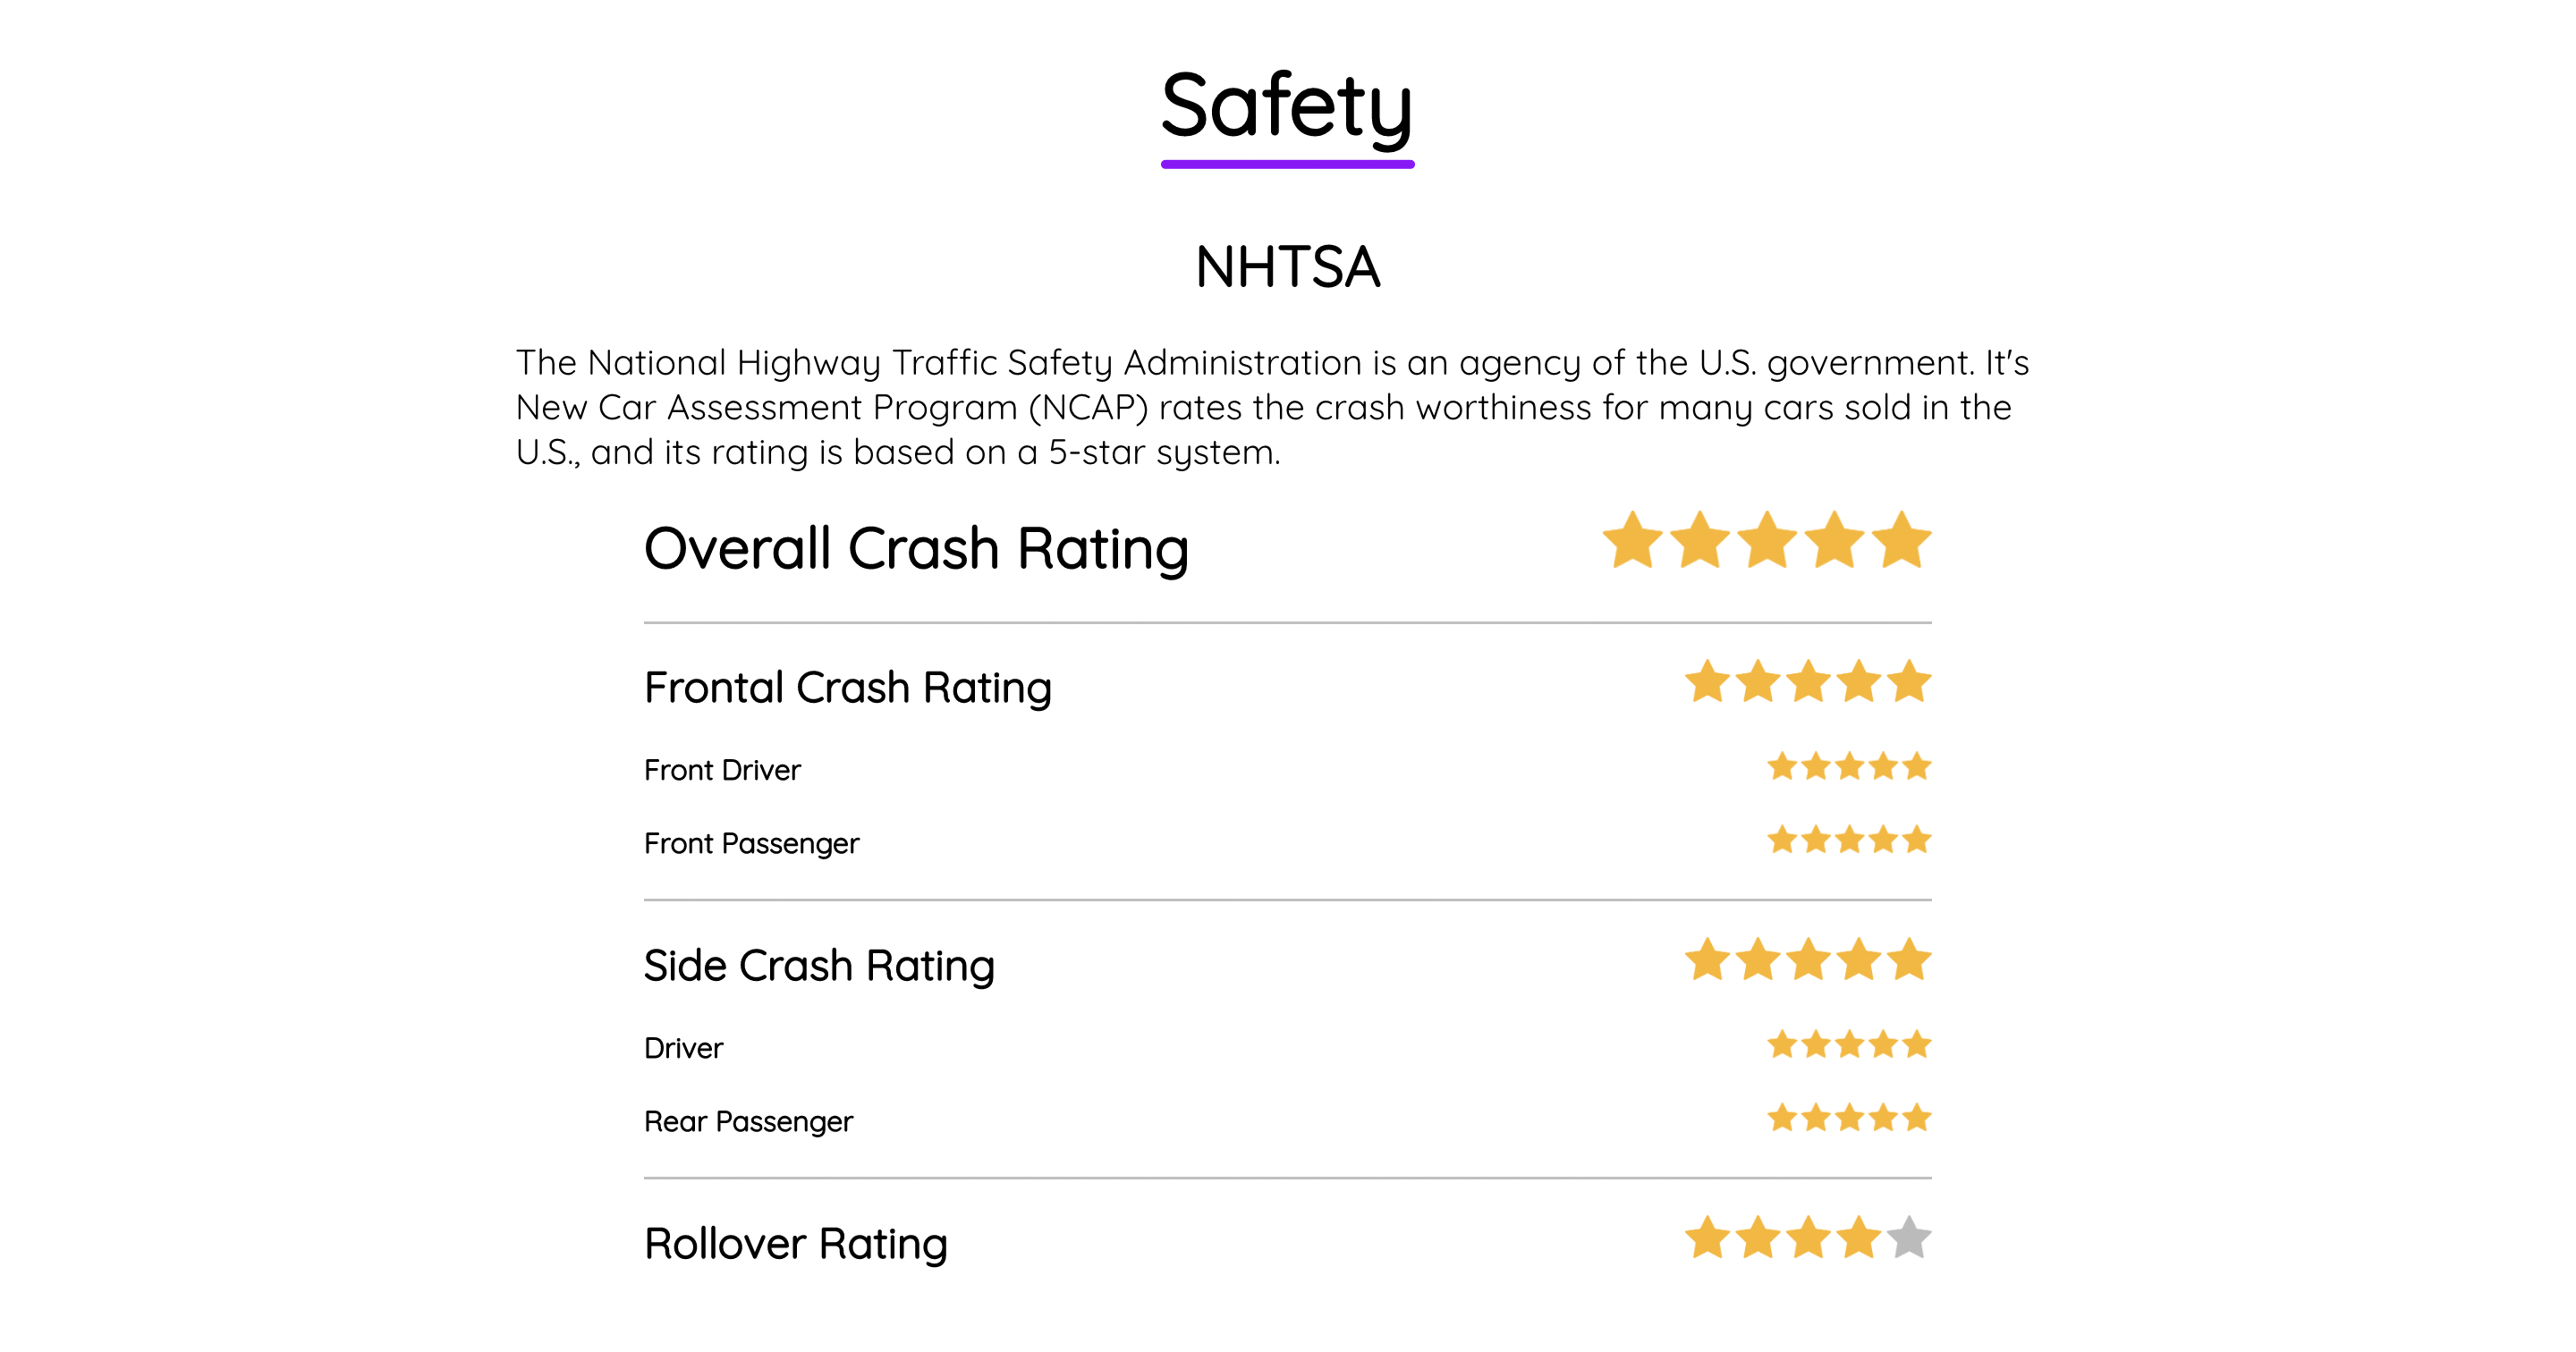 Safety
NHTSA
The National Highway Traffic Safety Administration is an agency of the U.S. government. It's
New Car Assessment Program (NCAP) rates the crash worthiness for many cars sold in the
U.S., and its rating is based on a 5-star system.
Overall Crash Rating
Frontal Crash Rating
Front Driver
Front Passenger
Side Crash Rating
Driver
Rear Passenger
Rollover Rating